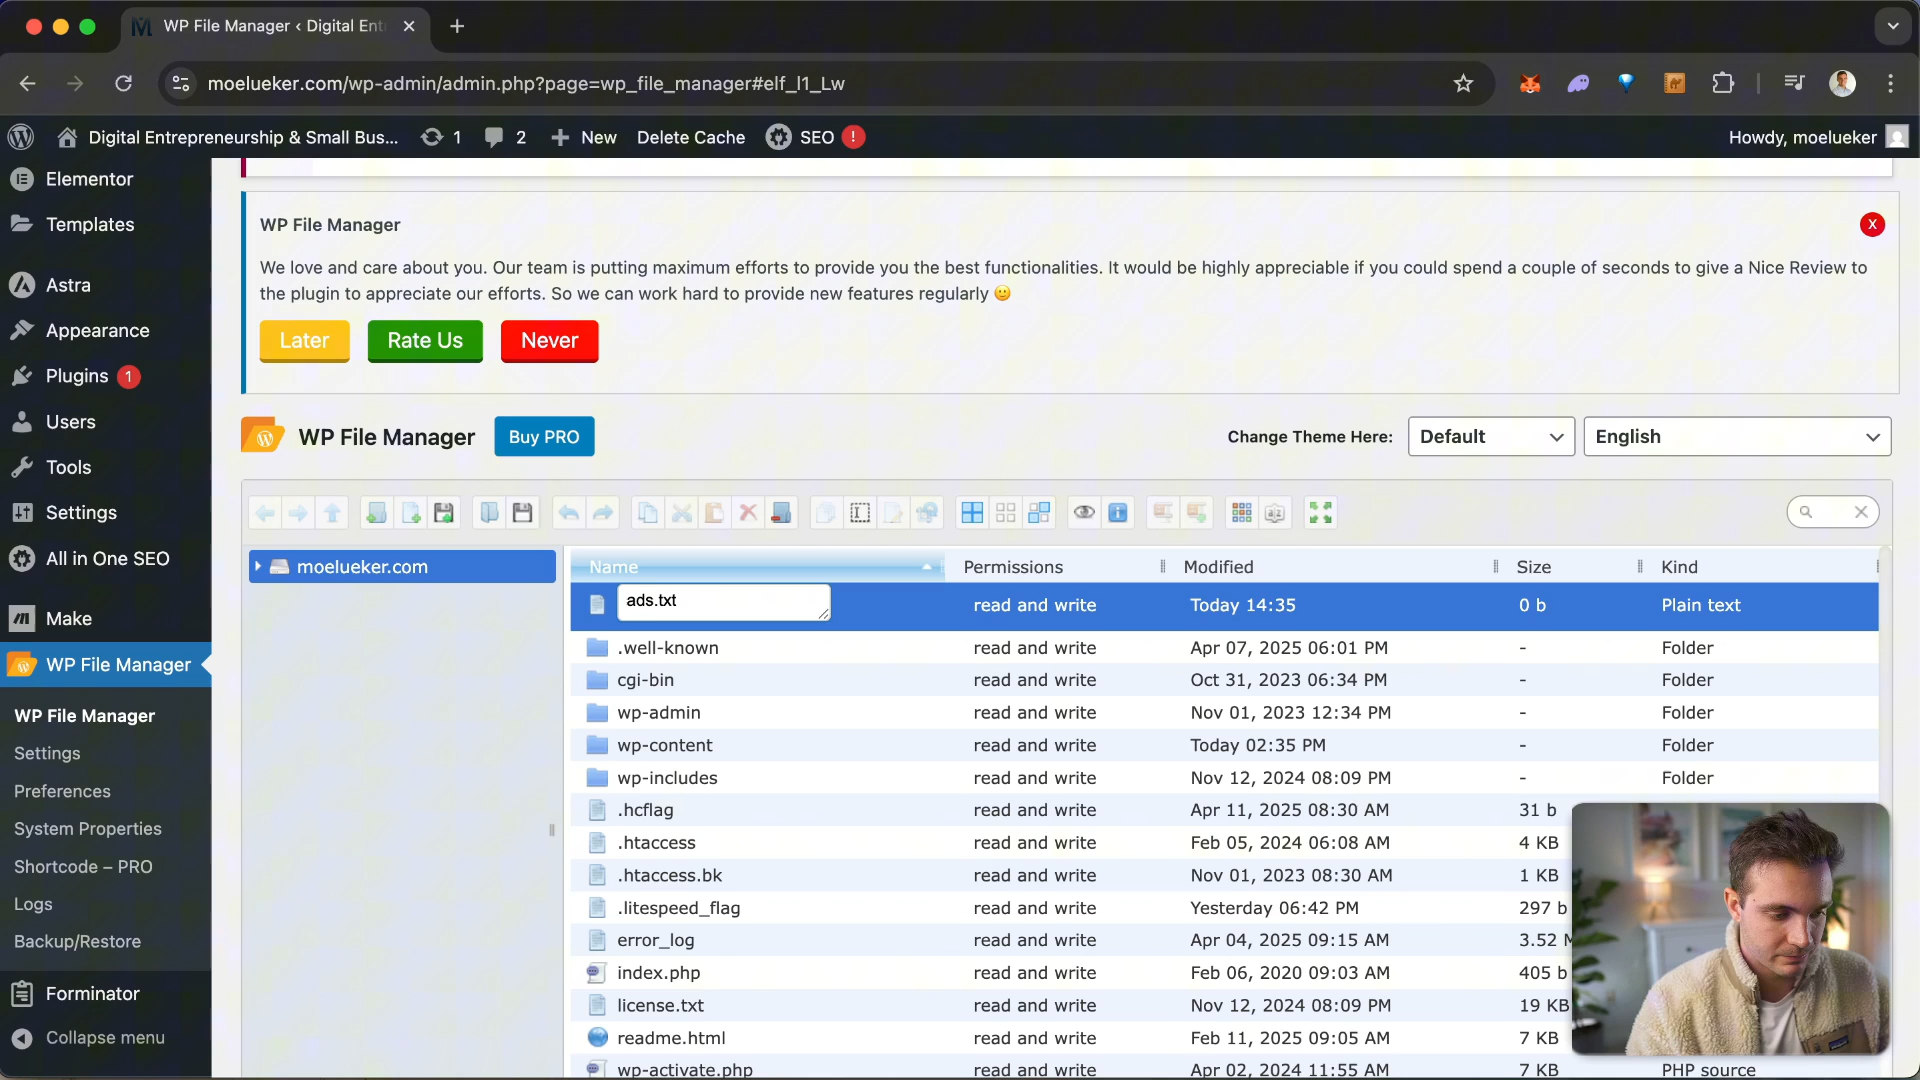 WP File Manager ‹ Digital Ent
moelueker.com/wp-admin/admin.php?page=wp_file_manager#elf_l1_Lw
Digital Entrepreneurship & Small Bus... 1 2 New Delete Cache SEO ! Howdy, moelueker
Elementor
Templates
Astra
Appearance
Plugins 1
Users
Tools
Settings
All in One SEO
Make
WP File Manager
WP File Manager
Settings
Preferences
System Properties
Shortcode – PRO
Logs
Backup/Restore
Forminator
Collapse menu
WP File Manager
X
We love and care about you. Our team is putting maximum efforts to provide you the best functionalities. It would be highly appreciable if you could spend a couple of seconds to give a Nice Review to
the plugin to appreciate our efforts. So we can work hard to provide new features regularly 🙂
Later Rate Us Never
WP File Manager Buy PRO Change Theme Here: Default English
moelueker.com
Name Permissions Modified Size Kind
ads.txt read and write Today 14:35 0 b Plain text
.well-known read and write Apr 07, 2025 06:01 PM - Folder
cgi-bin read and write Oct 31, 2023 06:34 PM - Folder
wp-admin read and write Nov 01, 2023 12:34 PM - Folder
wp-content read and write Today 02:35 PM - Folder
wp-includes read and write Nov 12, 2024 08:09 PM - Folder
.hcflag read and write Apr 11, 2025 08:30 AM 31 b
.htaccess read and write Feb 05, 2024 06:08 AM 4 KB
.htaccess.bk read and write Nov 01, 2023 08:30 AM 1 KB
.litespeed_flag read and write Yesterday 06:42 PM 297 b
error_log read and write Apr 04, 2025 09:15 AM 3.52 M
index.php read and write Feb 06, 2020 09:03 AM 405 b
license.txt read and write Nov 12, 2024 08:09 PM 19 KB
readme.html read and write Feb 11, 2025 09:05 AM 7 KB
wp-activate.php read and write Apr 02, 2024 11:55 AM 7 KB PHP source